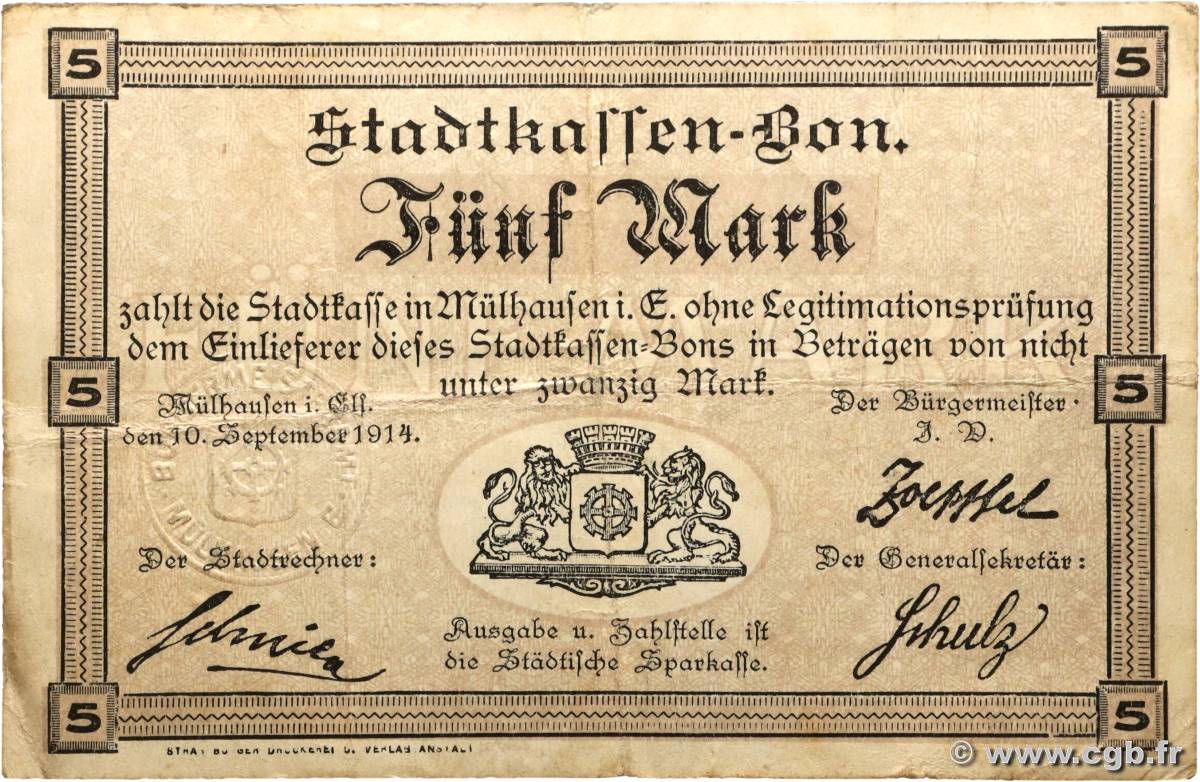 5 5
Stadtkassen-Bon.
Fünf Mark
zahlt die Stadtkasse in Mülhausen i. E. ohne Legitimationsprüfung
dem Einlieferer dieses Stadtkassen-Bons in Beträgen von nicht
unter zwanzig Mark.
5 5
Mülhausen i. Els.
den 10. September 1914.
Der Bürgermeister.
J. V.
Zoepffel
Der Stadtrechner:
Der Generalsekretär:
Schulz
Ausgabe u. Zahlstelle ist
die Städtische Sparkasse.
5 5
DRUCKEREI U. VERLAGSANSTALT
© www.cgb.fr